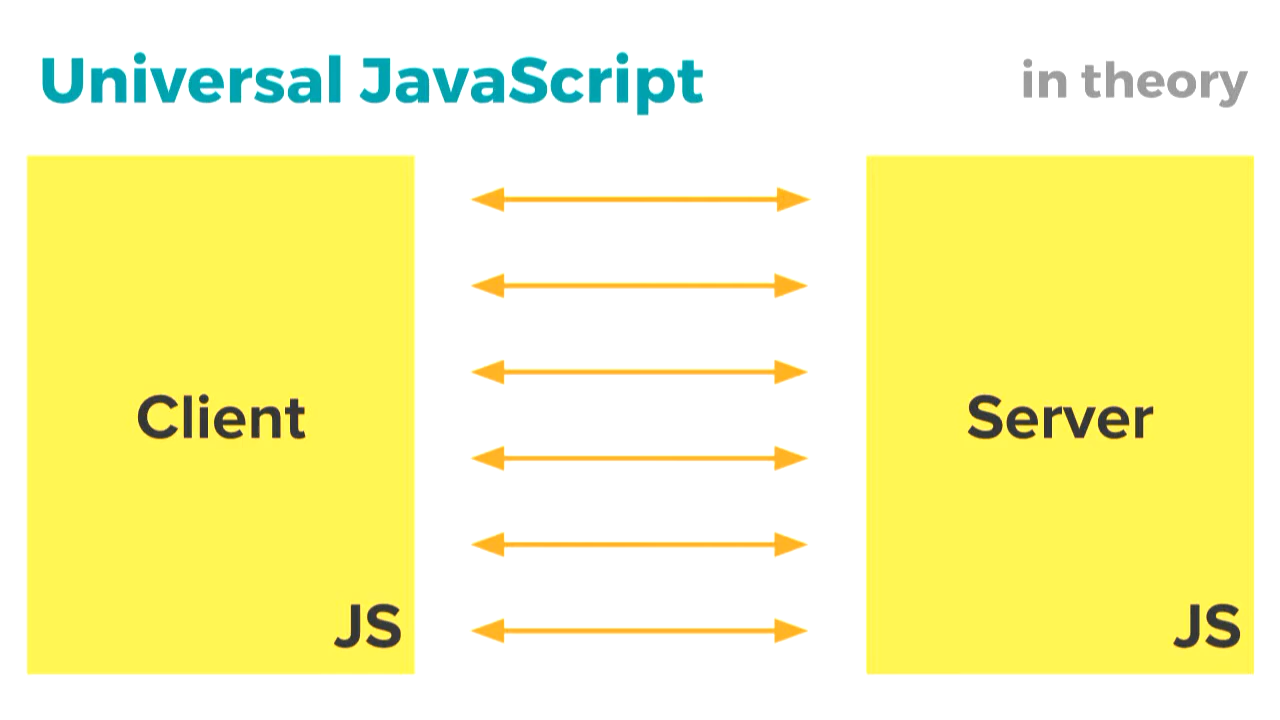 Universal JavaScript
in theory
Client
Server
JS
JS